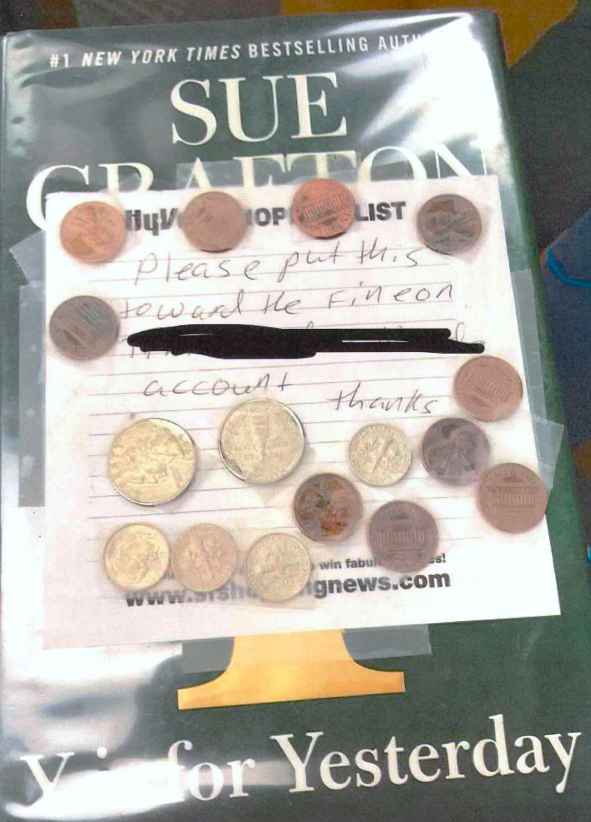 #1 NEW YORK TIMES BESTSELLING
SUE
GRAFTON
LIST
Please put this
toward the fine on
account thanks
win
www.
news.com
for Yesterday